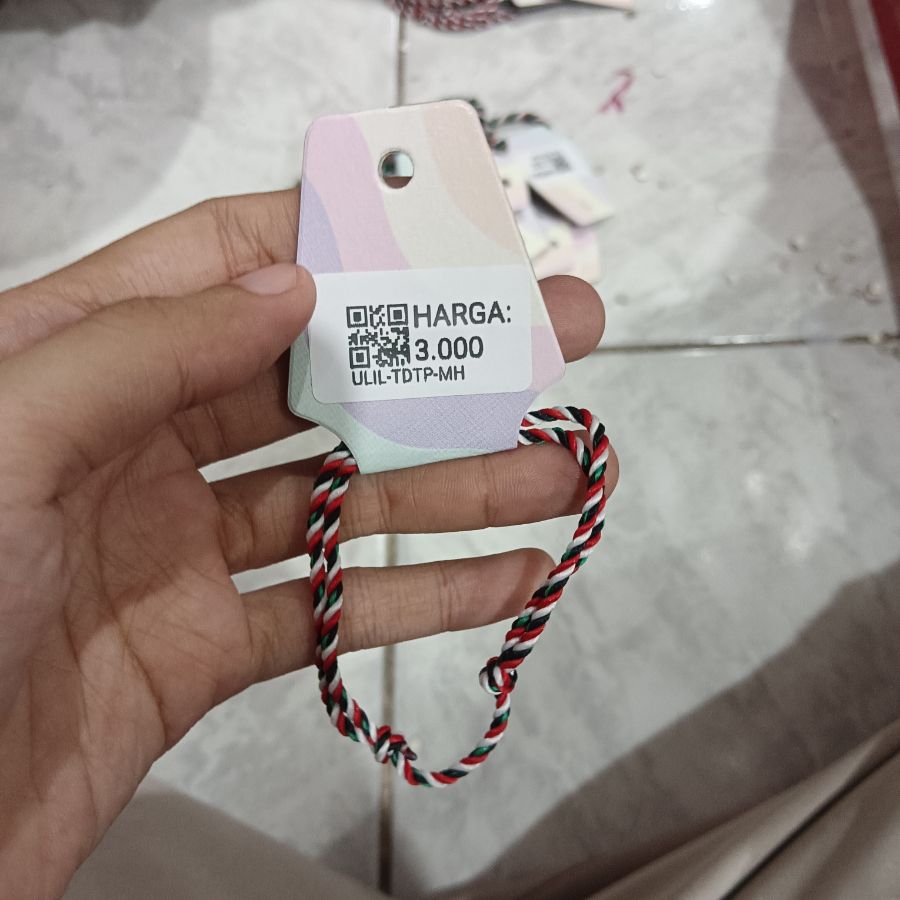 HARGA:
3.000
ULIL-TDTP-MH